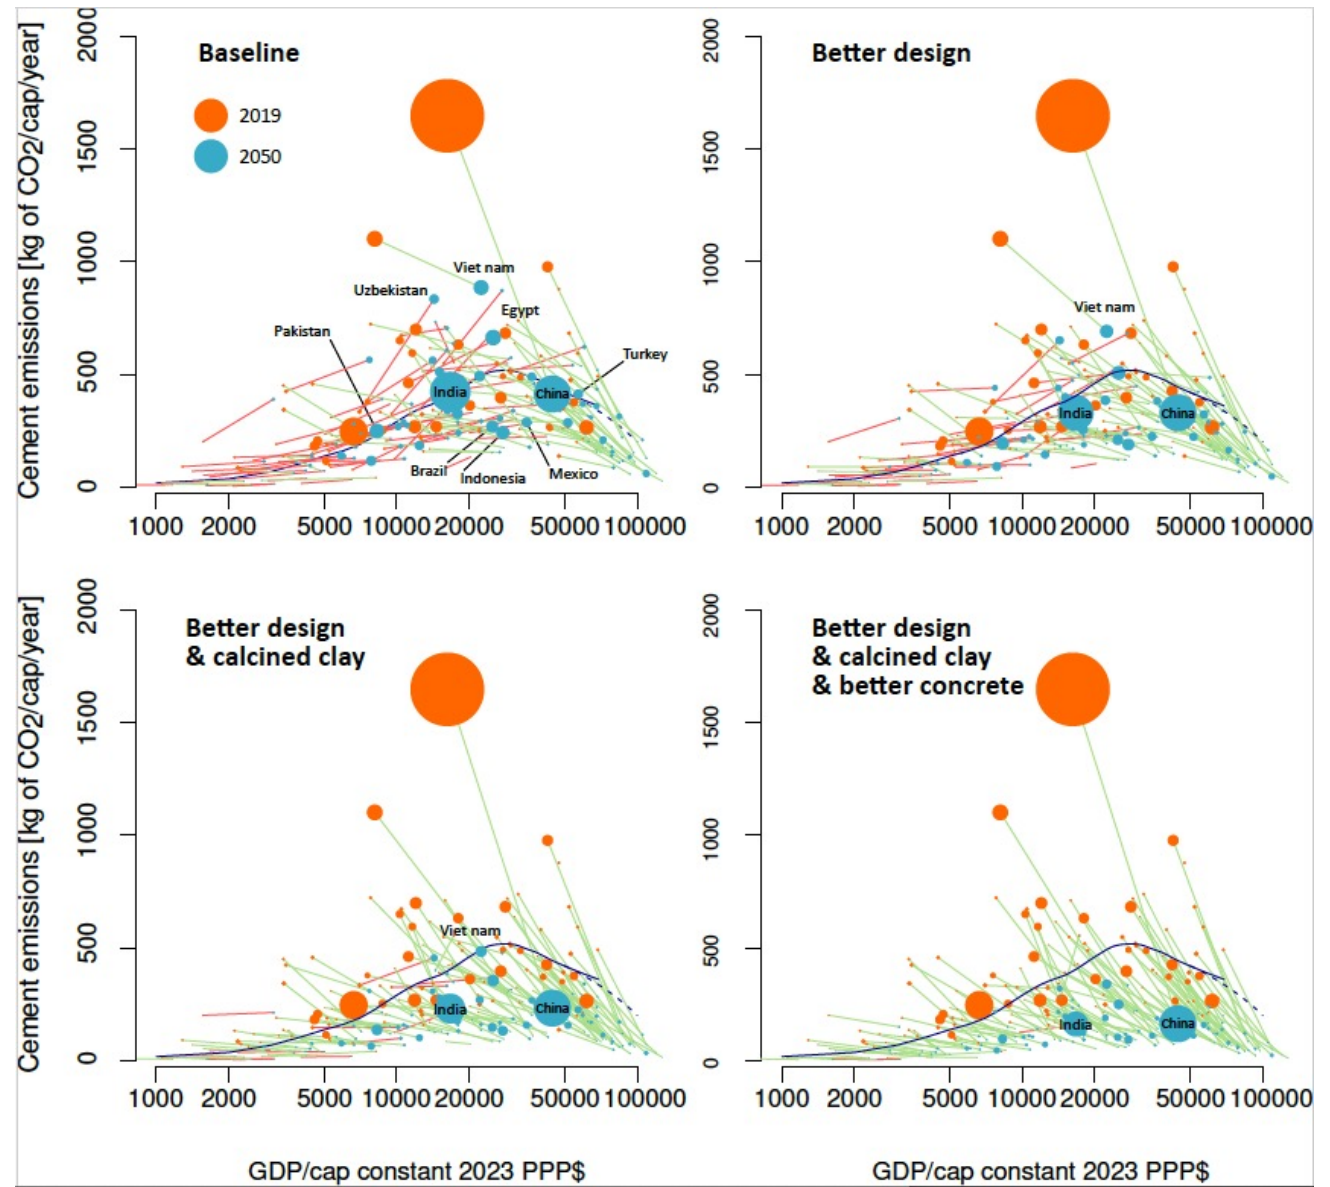 Baseline
2019
2050
Cement emissions [kg of CO2/cap/year]
2000
1500
1000
500
0
Viet nam
Uzbekistan
Egypt
Pakistan
Turkey
India
China
Brazil
Indonesia
Mexico
1000 2000 5000 10000 20000 50000 100000
Better design
2000
1500
1000
500
0
Viet nam
India
China
1000 2000 5000 10000 20000 50000 100000
Better design
& calcined clay
Cement emissions [kg of CO2/cap/year]
2000
1500
1000
500
0
Viet nam
India
China
1000 2000 5000 10000 20000 50000 100000
GDP/cap constant 2023 PPP$
Better design
& calcined clay
& better concrete
2000
1500
1000
500
0
India
China
1000 2000 5000 10000 20000 50000 100000
GDP/cap constant 2023 PPP$